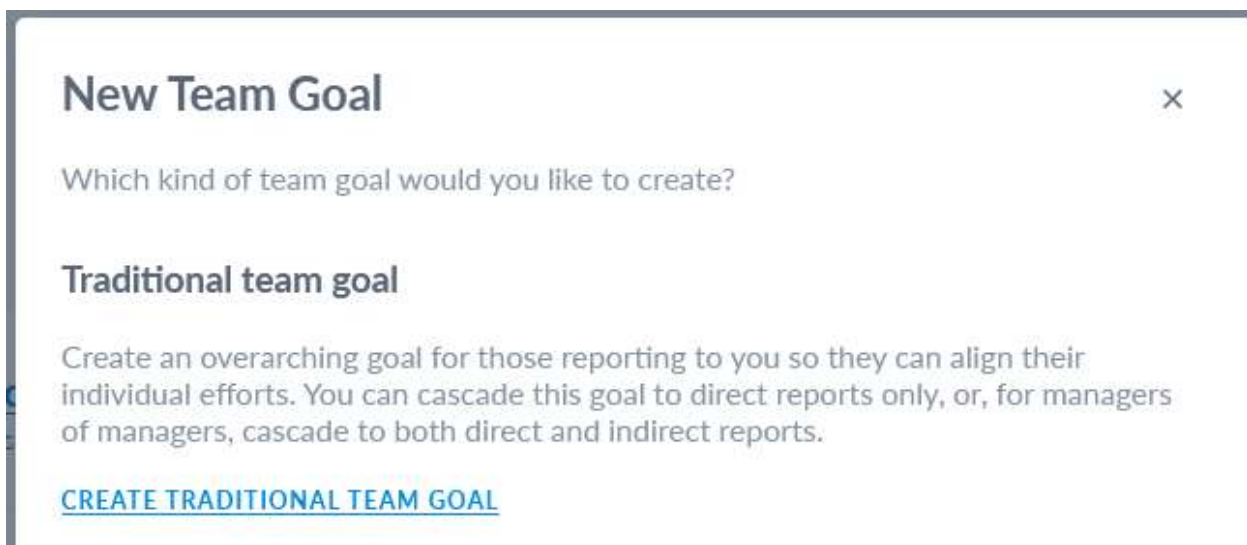 New Team Goal
×
Which kind of team goal would you like to create?
Traditional team goal
Create an overarching goal for those reporting to you so they can align their
individual efforts. You can cascade this goal to direct reports only, or, for managers
of managers, cascade to both direct and indirect reports.
CREATE TRADITIONAL TEAM GOAL